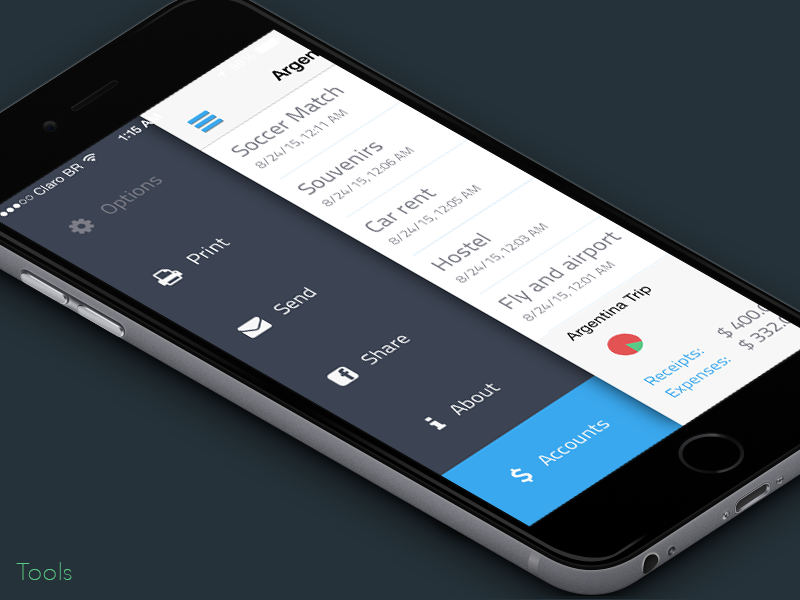 Claro BR
1:15 A
Options
Print
Send
Share
About
$ Accounts
Argen
Soccer Match
8/24/15, 12:11 AM
Souvenirs
8/24/15, 12:06 AM
Car rent
8/24/15, 12:05 AM
Hostel
8/24/15, 12:03 AM
Fly and airport
8/24/15, 12:01 AM
Argentina Trip
Receipts: $ 400.0
Expenses: $ 332.
Tools